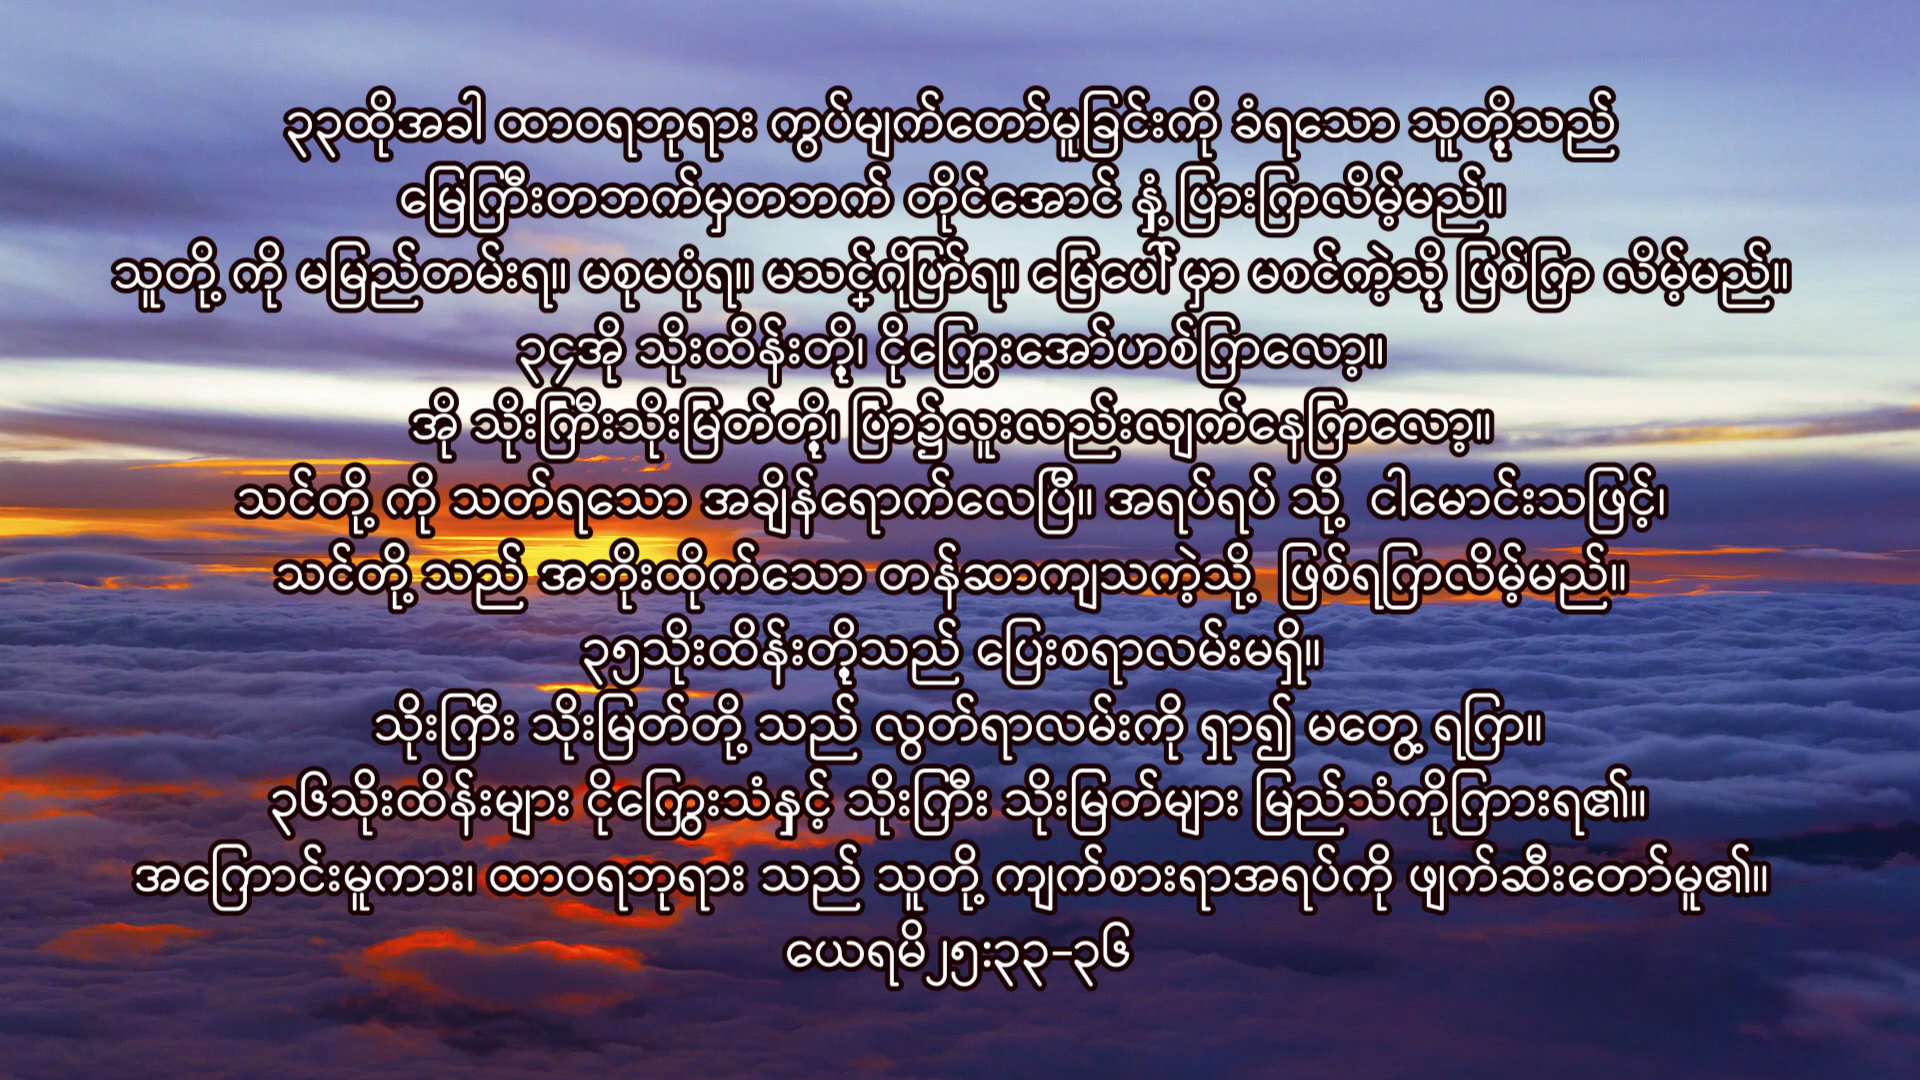 ၃၃ထိုအခါ ထာဝရဘုရား ကွပ်မျက်တော်မူခြင်းကို ခံရသော သူတို့သည်
မြေကြီးတဘက်မှတဘက် တိုင်အောင် နှံ့ ပြားကြာလိမ့်မည်။
သူတို့ ကို မမြည်တမ်းရ။ မစုမပုံရ။ မသင်္ဂြိုဟ်ရ။ မြေပေါ် မှာ မစင်ကဲ့သို့ ဖြစ်ကြာ လိမ့်မည်။
၃၄အို သိုးထိန်းတို့၊ ငိုကြွေးအော်ဟစ်ကြာလော့။
အို သိုးကြီးသိုးမြတ်တို့၊ ပြာ၌လူးလည်းလျက်နေကြာလော့။
သင်တို့ ကို သတ်ရသော အချိန်ရောက်လေပြီ။ အရပ်ရပ် သို့ ငါမောင်းသဖြင့်၊
သင်တို့ သည် အဘိုးထိုက်သော တန်ဆာကျသကဲ့သို့ ဖြစ်ရကြာလိမ့်မည်။
၃၅သိုးထိန်းတို့သည် ပြေးစရာလမ်းမရှိ။
သိုးကြီး သိုးမြတ်တို့ သည် လွတ်ရာလမ်းကို ရှာ၍ မတွေ့ ရကြာ။
၃၆သိုးထိန်းများ ငိုကြွေးသံနှင့် သိုးကြီး သိုးမြတ်များ မြည်သံကိုကြားရ၏။
အကြောင်းမူကား၊ ထာဝရဘုရား သည် သူတို့ ကျက်စားရာအရပ်ကို ဖျက်ဆီးတော်မူ၏။
ယေရမိ၂၅:၃၃-၃၆